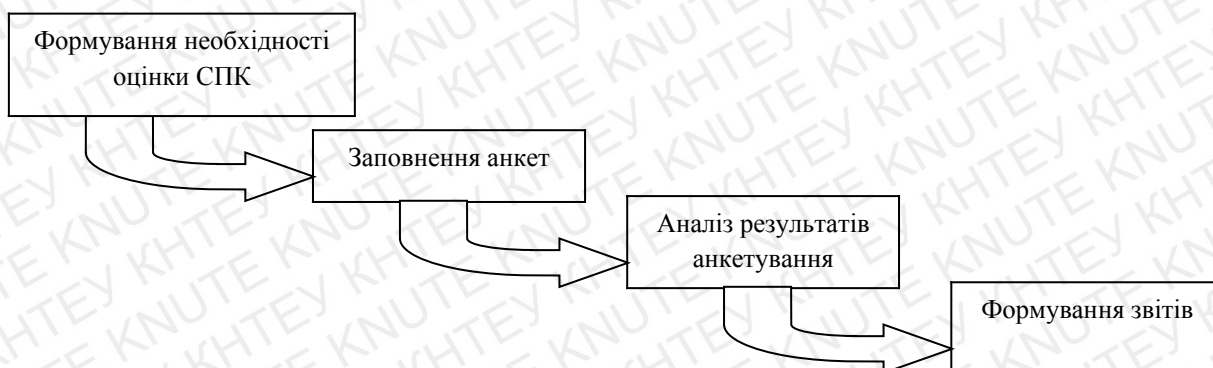 Формування необхідності
оцінки СПК
Заповнення анкет
Аналіз результатів
анкетування
Формування звітів